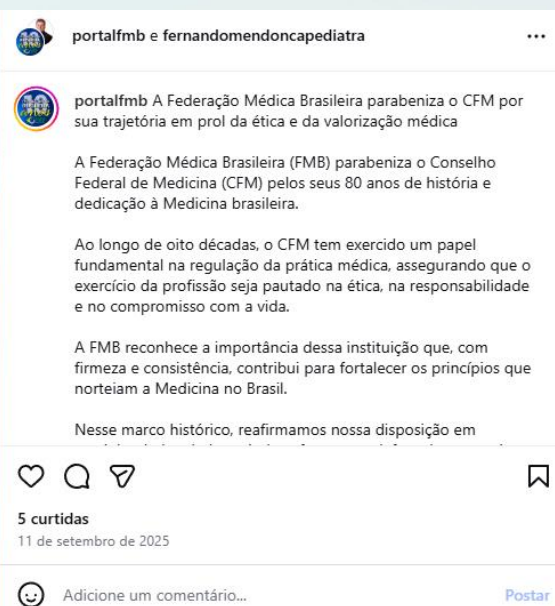 portalfmb e fernandomendoncapediatra
portalfmb A Federação Médica Brasileira parabeniza o CFM por
sua trajetória em prol da ética e da valorização médica
A Federação Médica Brasileira (FMB) parabeniza o Conselho
Federal de Medicina (CFM) pelos seus 80 anos de história e
dedicação à Medicina brasileira.
Ao longo de oito décadas, o CFM tem exercido um papel
fundamental na regulação da prática médica, assegurando que o
exercício da profissão seja pautado na ética, na responsabilidade
e no compromisso com a vida.
A FMB reconhece a importância dessa instituição que, com
firmeza e consistência, contribui para fortalecer os princípios que
norteiam a Medicina no Brasil.
Nesse marco histórico, reafirmamos nossa disposição em
5 curtidas
11 de setembro de 2025
Adicione um comentário...
Postar